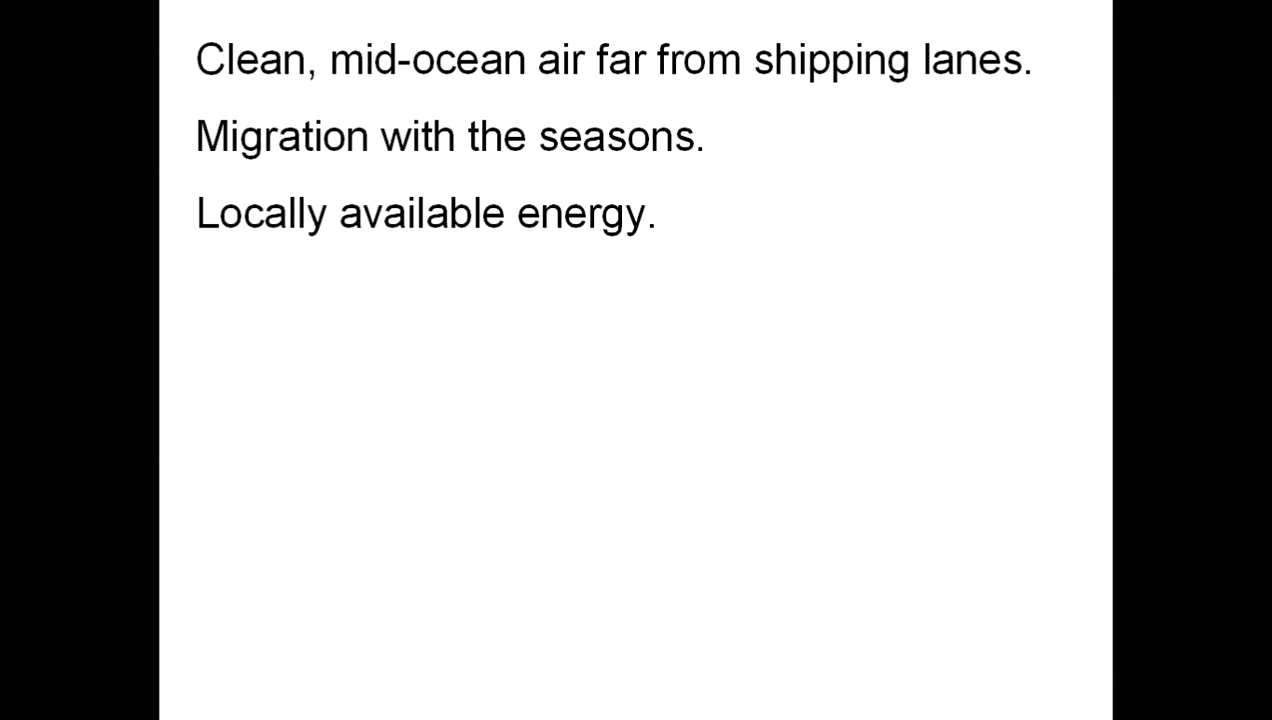 Clean, mid-ocean air far from shipping lanes.
Migration with the seasons.
Locally available energy.